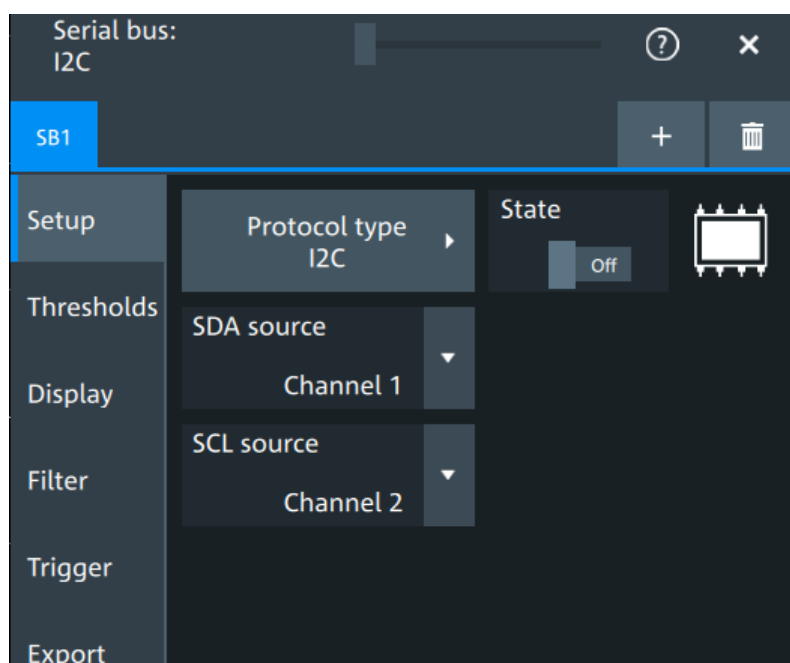 Serial bus:
I2C
?
SB1
+
Setup
Protocol type
I2C
State
Off
Thresholds
SDA source
Channel 1
Display
SCL source
Filter
Channel 2
Trigger
Export